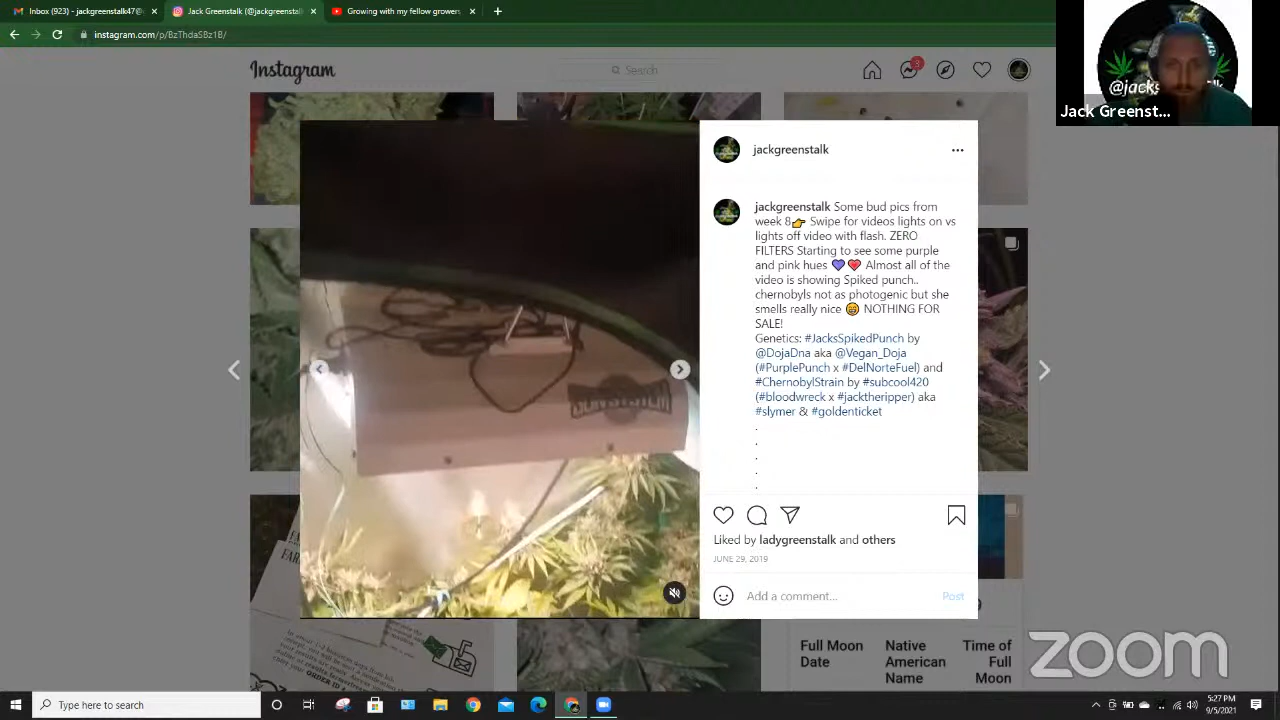 Inbox (923) - jackgreenstalk47@
Jack Greenstalk (@jackgreenstalk
Growing with my fellow growers
instagram.com/p/BzThdaSBz1B/
Instagram
Search
3
@jacks
Jack Greenst...
jackgreenstalk
jackgreenstalk Some bud pics from
week 8👉 Swipe for videos lights on vs
lights off video with flash. ZERO
FILTERS Starting to see some purple
and pink hues 💜❤️ Almost all of the
video is showing Spiked punch..
chernobyls not as photogenic but she
smells really nice 😄 NOTHING FOR
SALE!
Genetics: #JacksSpikedPunch by
@DojaDna aka @Vegan_Doja
(#PurplePunch x #DelNorteFuel) and
#ChernobylStrain by #subcool420
(#bloodwreck x #jacktheripper) aka
#slymer & #goldenticket
.
.
.
.
.
Liked by ladygreenstalk and others
JUNE 29, 2019
Add a comment...
Post
SUN SYSTEM
Full Moon Date
Native American Name
Time of Full Moon
zoom
Type here to search
5:27 PM
9/5/2021